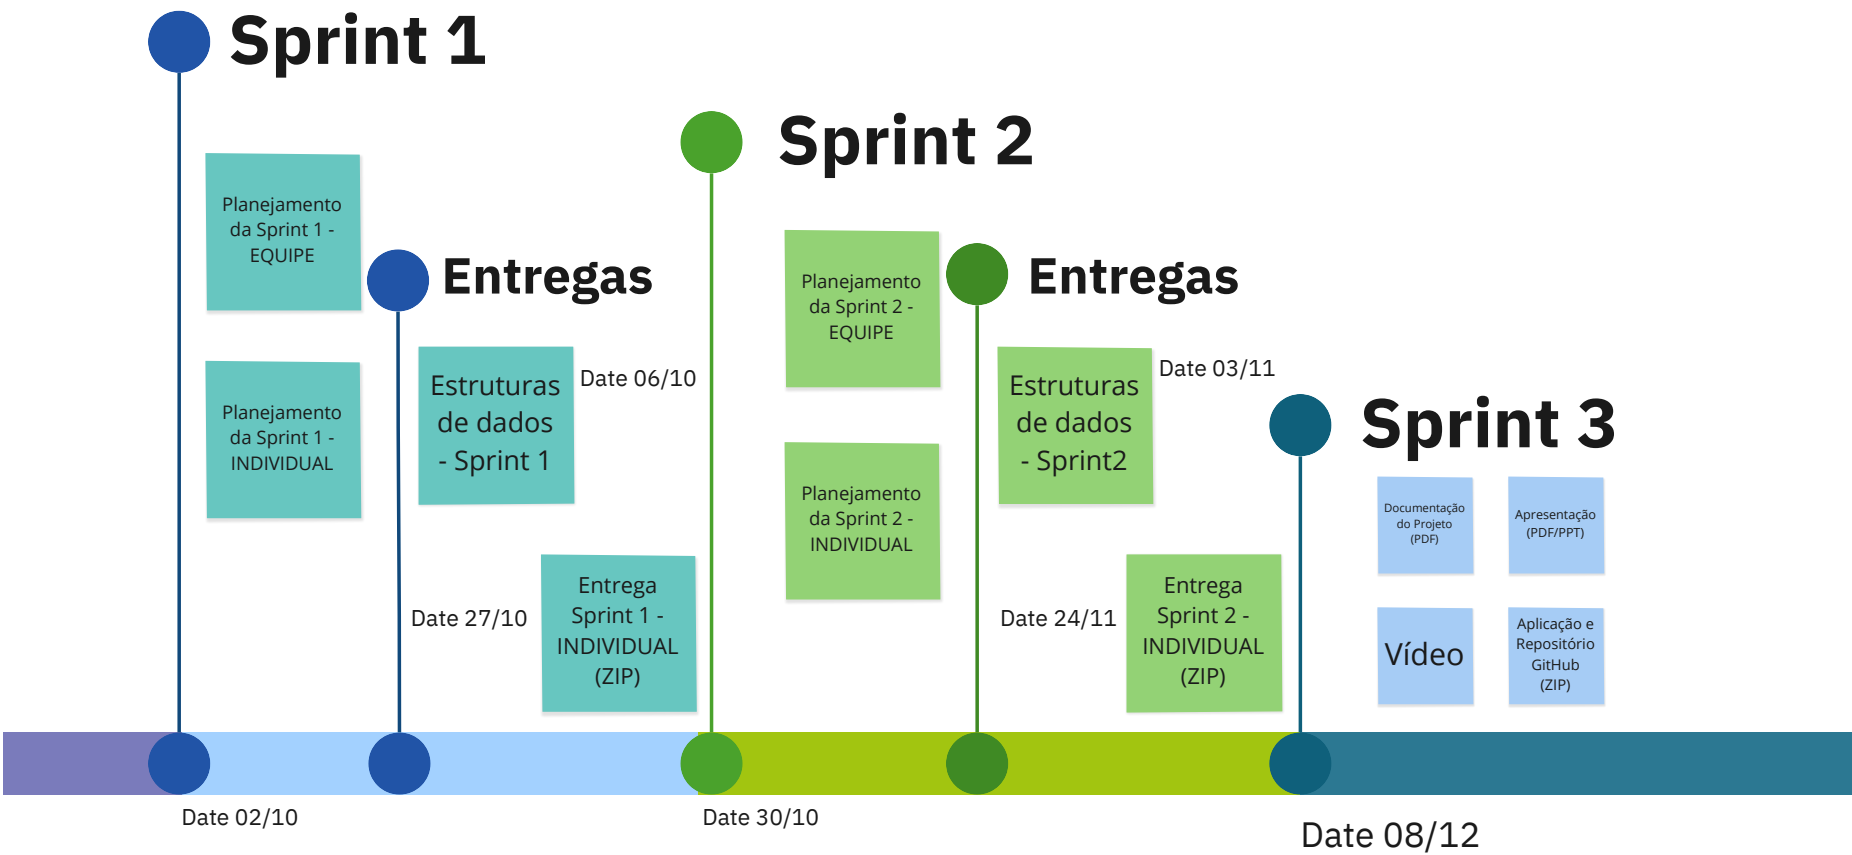 Sprint 1
Planejamento
da Sprint 1 -
EQUIPE
Planejamento
da Sprint 1 -
INDIVIDUAL
Entregas
Estruturas
de dados
- Sprint 1
Date 06/10
Date 27/10
Entrega
Sprint 1 -
INDIVIDUAL
(ZIP)
Date 02/10
Sprint 2
Planejamento
da Sprint 2 -
EQUIPE
Planejamento
da Sprint 2 -
INDIVIDUAL
Entregas
Estruturas
de dados
- Sprint2
Date 03/11
Date 24/11
Entrega
Sprint 2 -
INDIVIDUAL
(ZIP)
Date 30/10
Sprint 3
Documentação
do Projeto
(PDF)
Apresentação
(PDF/PPT)
Vídeo
Aplicação e
Repositório
GitHub
(ZIP)
Date 08/12